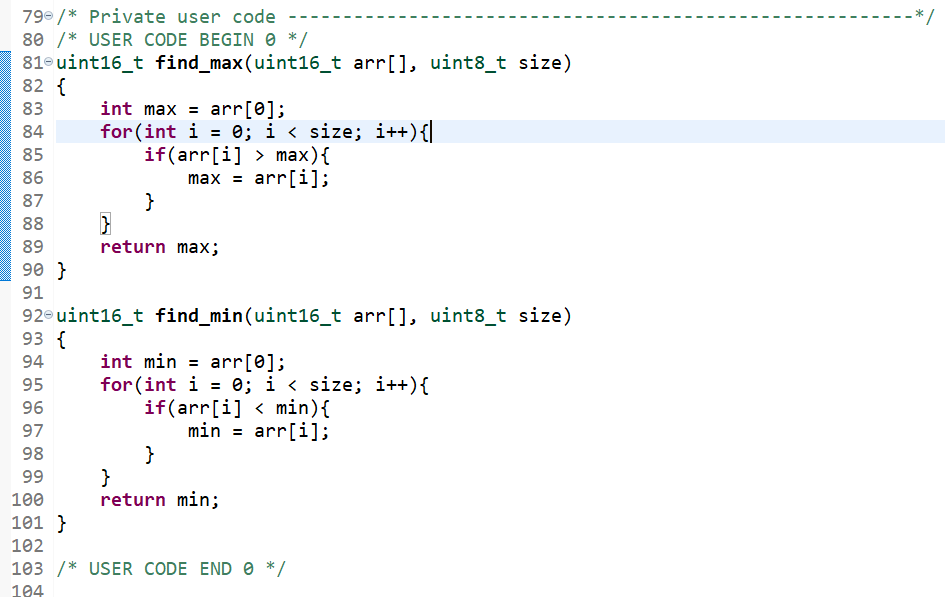 79 /* Private user code ---------------------------------------------------------*/
80 /* USER CODE BEGIN 0 */
81 uint16_t find_max(uint16_t arr[], uint8_t size)
82 {
83     int max = arr[0];
84     for(int i = 0; i < size; i++){
85         if(arr[i] > max){
86             max = arr[i];
87         }
88     }
89     return max;
90 }
91
92 uint16_t find_min(uint16_t arr[], uint8_t size)
93 {
94     int min = arr[0];
95     for(int i = 0; i < size; i++){
96         if(arr[i] < min){
97             min = arr[i];
98         }
99     }
100     return min;
101 }
102
103 /* USER CODE END 0 */
104